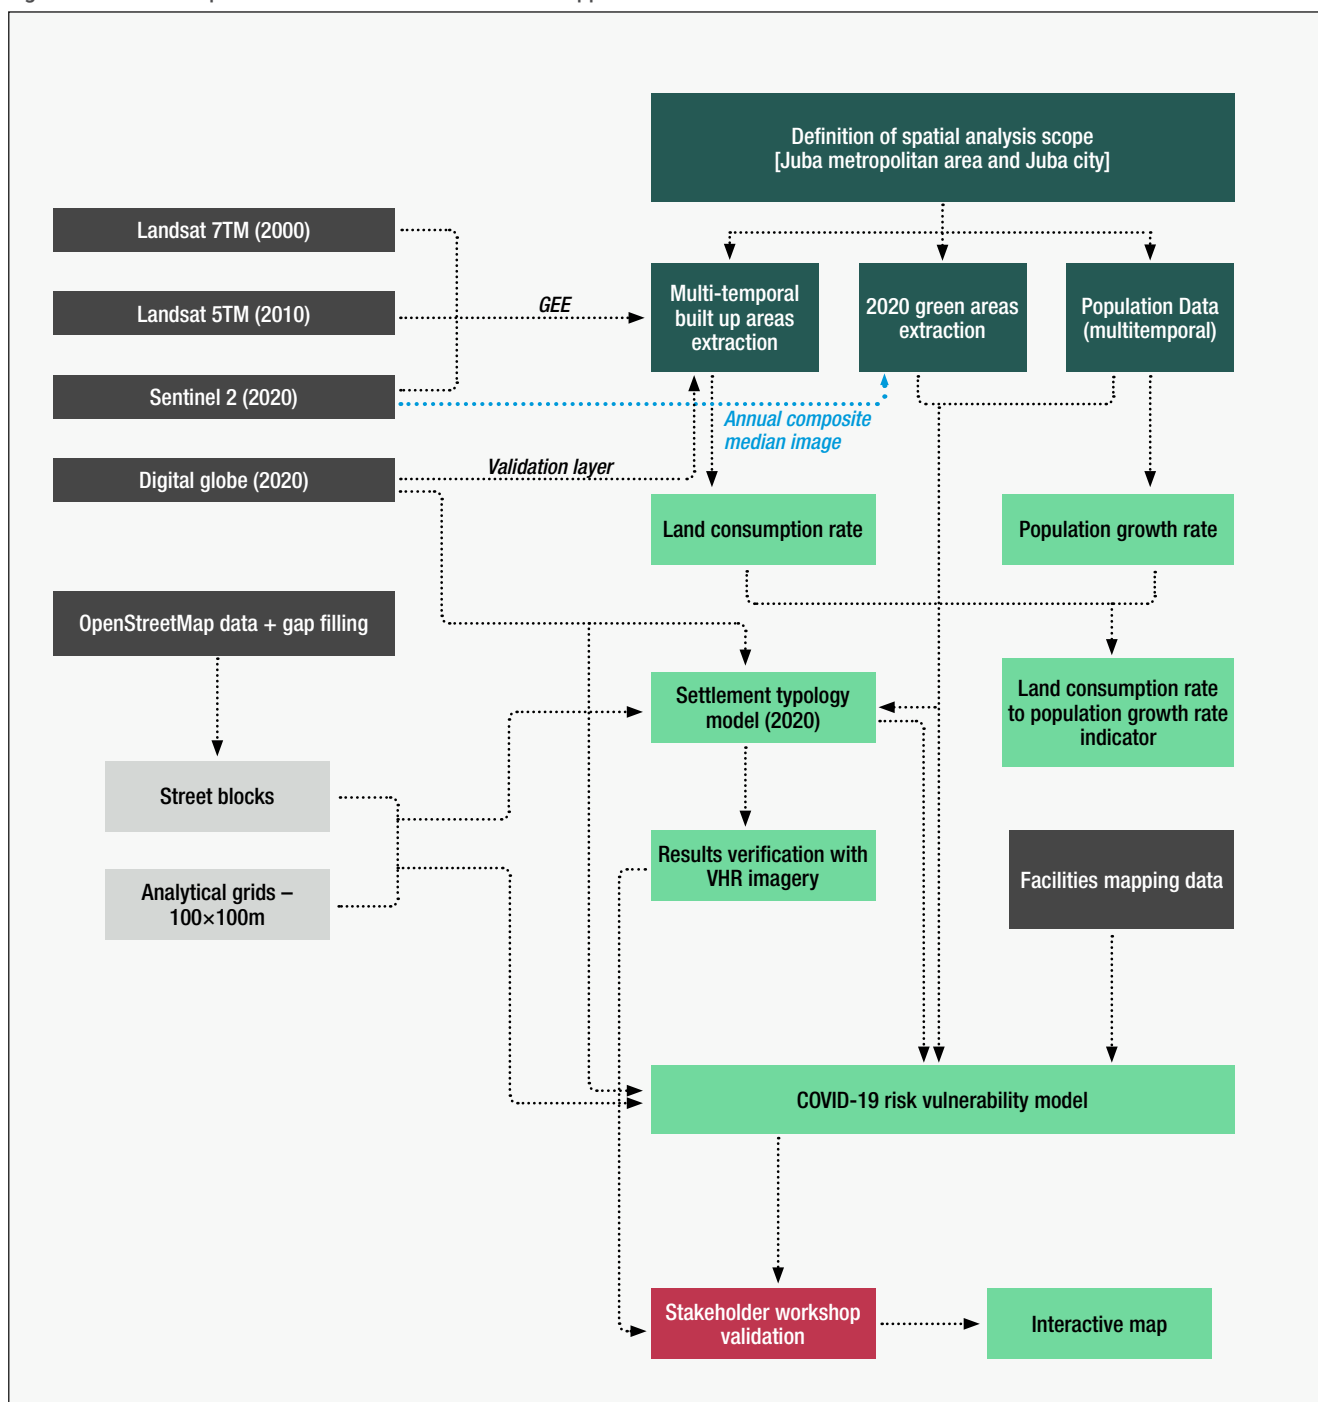 Definition of spatial analysis scope
[Juba metropolitan area and Juba city]
Landsat 7TM (2000)
Landsat 5TM (2010)
Sentinel 2 (2020)
Digital globe (2020)
GEE
Multi-temporal
built up areas
extraction
2020 green areas
extraction
Population Data
(multitemporal)
Annual composite
median image
Validation layer
Land consumption rate
Population growth rate
OpenStreetMap data + gap filling
Settlement typology
model (2020)
Land consumption rate
to population growth rate
indicator
Street blocks
Analytical grids –
100×100m
Results verification with
VHR imagery
Facilities mapping data
COVID-19 risk vulnerability model
Stakeholder workshop
validation
Interactive map